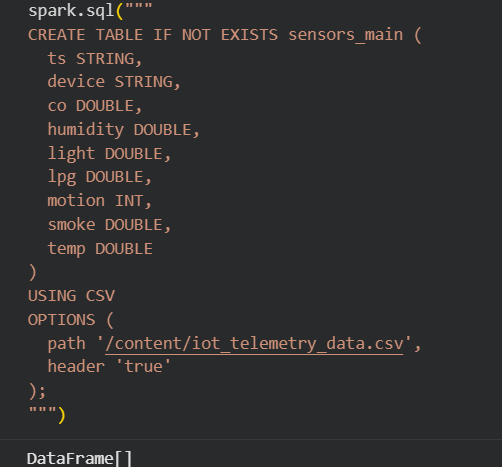 spark.sql("""
CREATE TABLE IF NOT EXISTS sensors_main (
  ts STRING,
  device STRING,
  co DOUBLE,
  humidity DOUBLE,
  light DOUBLE,
  lpg DOUBLE,
  motion INT,
  smoke DOUBLE,
  temp DOUBLE
)
USING CSV
OPTIONS (
  path '/content/iot_telemetry_data.csv',
  header 'true'
);
""")
DataFrame[]